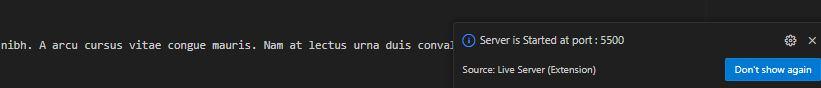 Server is Started at port : 5500
nibh. A arcu cursus vitae congue mauris. Nam at lectus urna duis
Source: Live Server (Extension)
Don't show again